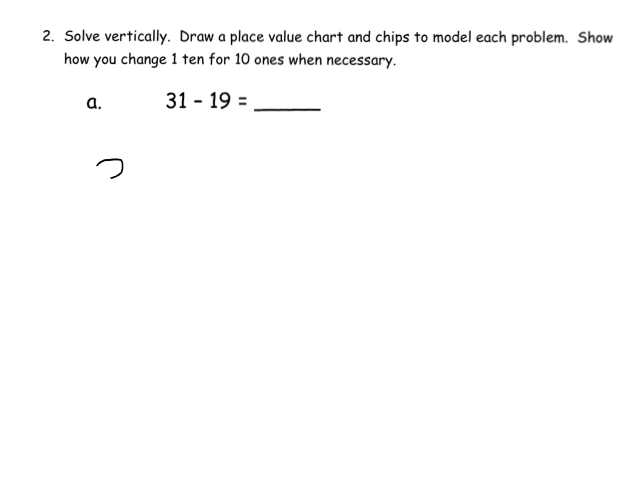 2. Solve vertically. Draw a place value chart and chips to model each problem. Show
how you change 1 ten for 10 ones when necessary.
a. 31 - 19 = ______